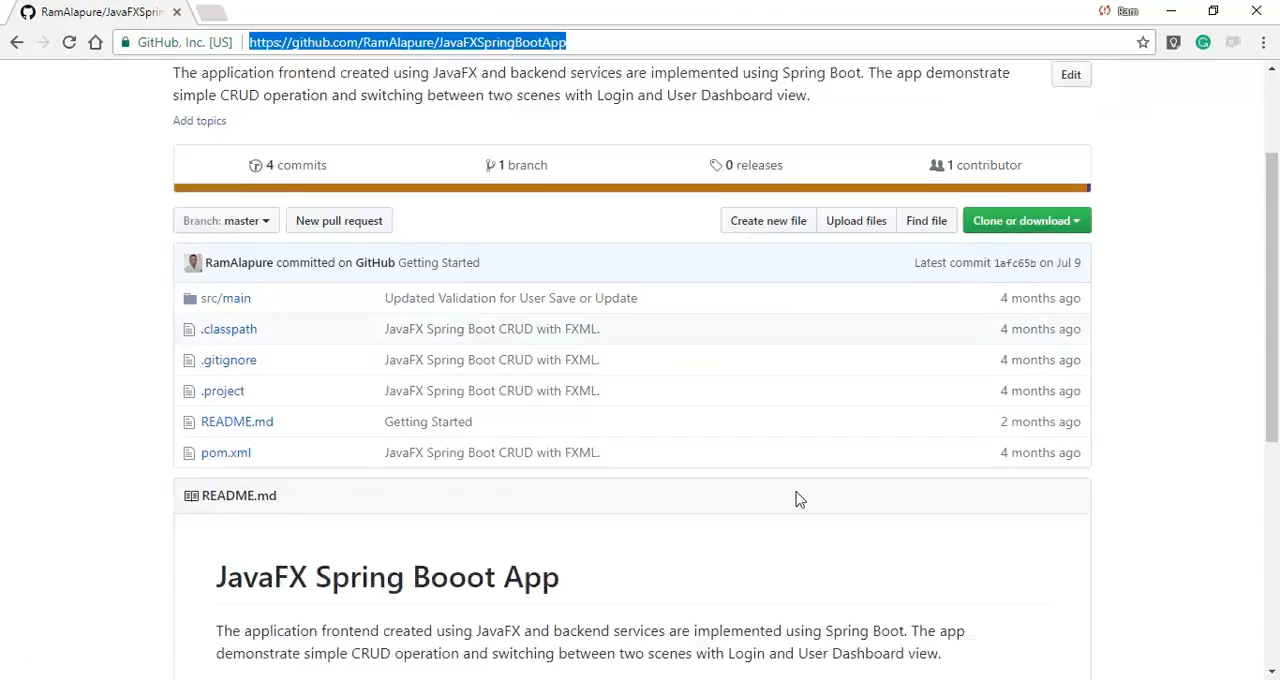 RamAlapure/JavaFXSprin
Ram
GitHub, Inc. [US]
https://github.com/RamAlapure/JavaFXSpringBootApp
The application frontend created using JavaFX and backend services are implemented using Spring Boot. The app demonstrate
simple CRUD operation and switching between two scenes with Login and User Dashboard view.
Edit
Add topics
4 commits
1 branch
0 releases
1 contributor
Branch: master
New pull request
Create new file
Upload files
Find file
Clone or download
RamAlapure committed on GitHub Getting Started
Latest commit 1afc65b on Jul 9
src/main Updated Validation for User Save or Update 4 months ago
.classpath JavaFX Spring Boot CRUD with FXML. 4 months ago
.gitignore JavaFX Spring Boot CRUD with FXML. 4 months ago
.project JavaFX Spring Boot CRUD with FXML. 4 months ago
README.md Getting Started 2 months ago
pom.xml JavaFX Spring Boot CRUD with FXML. 4 months ago
README.md
JavaFX Spring Booot App
The application frontend created using JavaFX and backend services are implemented using Spring Boot. The app
demonstrate simple CRUD operation and switching between two scenes with Login and User Dashboard view.